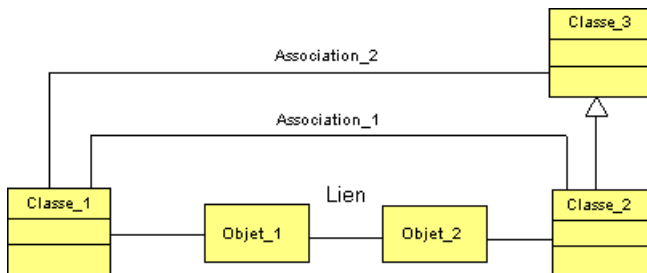 Classe_3
Association_2
Association_1
Lien
Classe_1
Classe_2
Objet_1
Objet_2